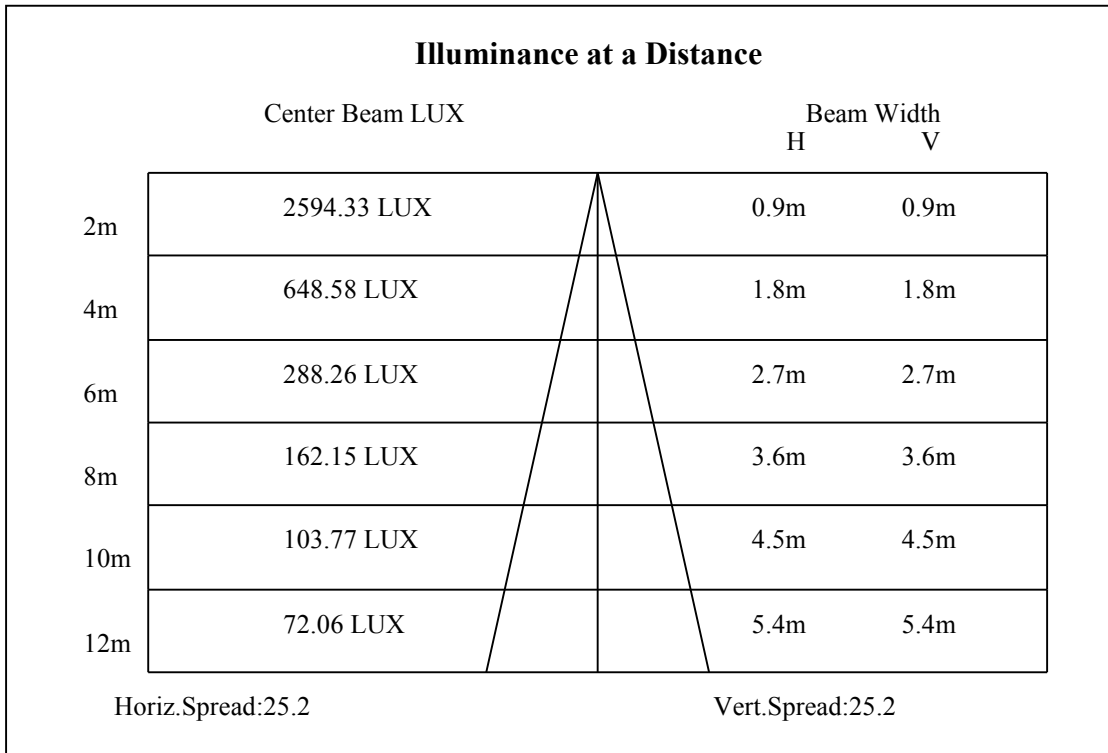 Illuminance at a Distance
Center Beam LUX Beam Width
H V
2m 2594.33 LUX 0.9m 0.9m
4m 648.58 LUX 1.8m 1.8m
6m 288.26 LUX 2.7m 2.7m
8m 162.15 LUX 3.6m 3.6m
10m 103.77 LUX 4.5m 4.5m
12m 72.06 LUX 5.4m 5.4m
Horiz.Spread:25.2 Vert.Spread:25.2